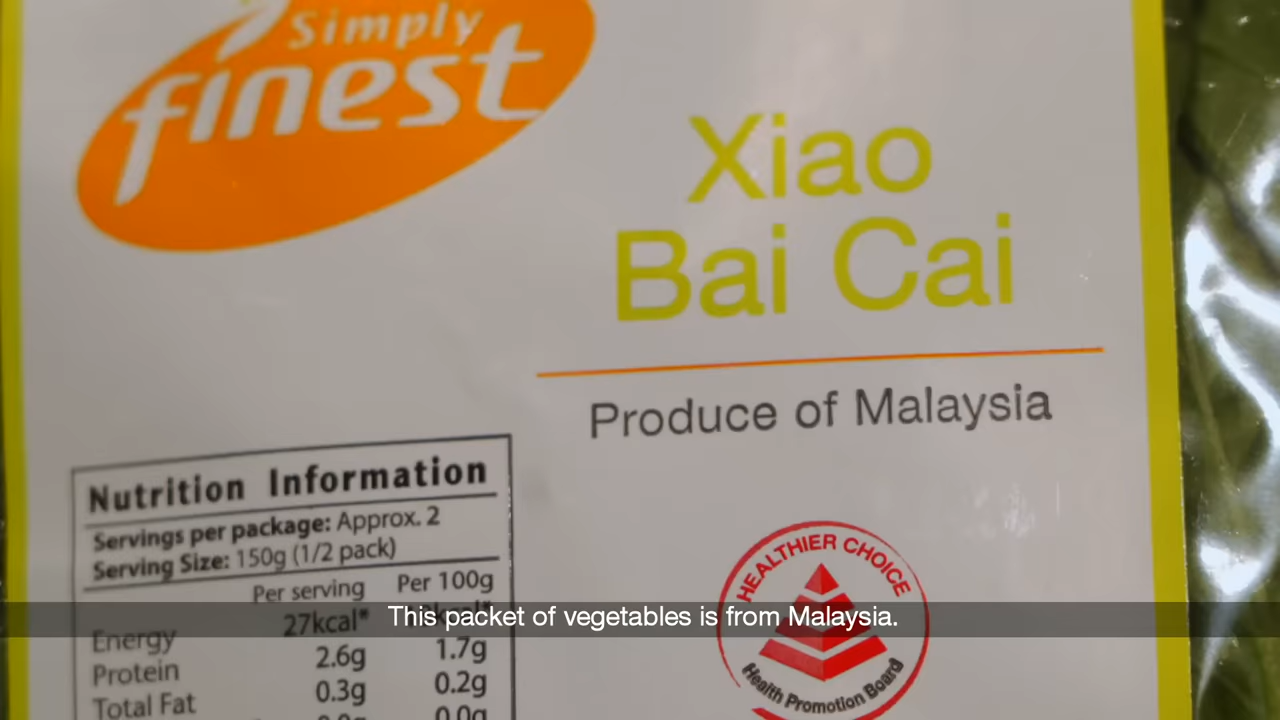 Simply
finest
Xiao
Bai Cai
Produce of Malaysia
Nutrition Information
Servings per package: Approx. 2
Serving Size: 150g (1/2 pack)
Per serving Per 100g
Energy 27kcal*
Protein 2.6g 1.7g
Total Fat 0.3g 0.2g
0.0g
HEALTHIER CHOICE
Health Promotion Board
This packet of vegetables is from Malaysia.